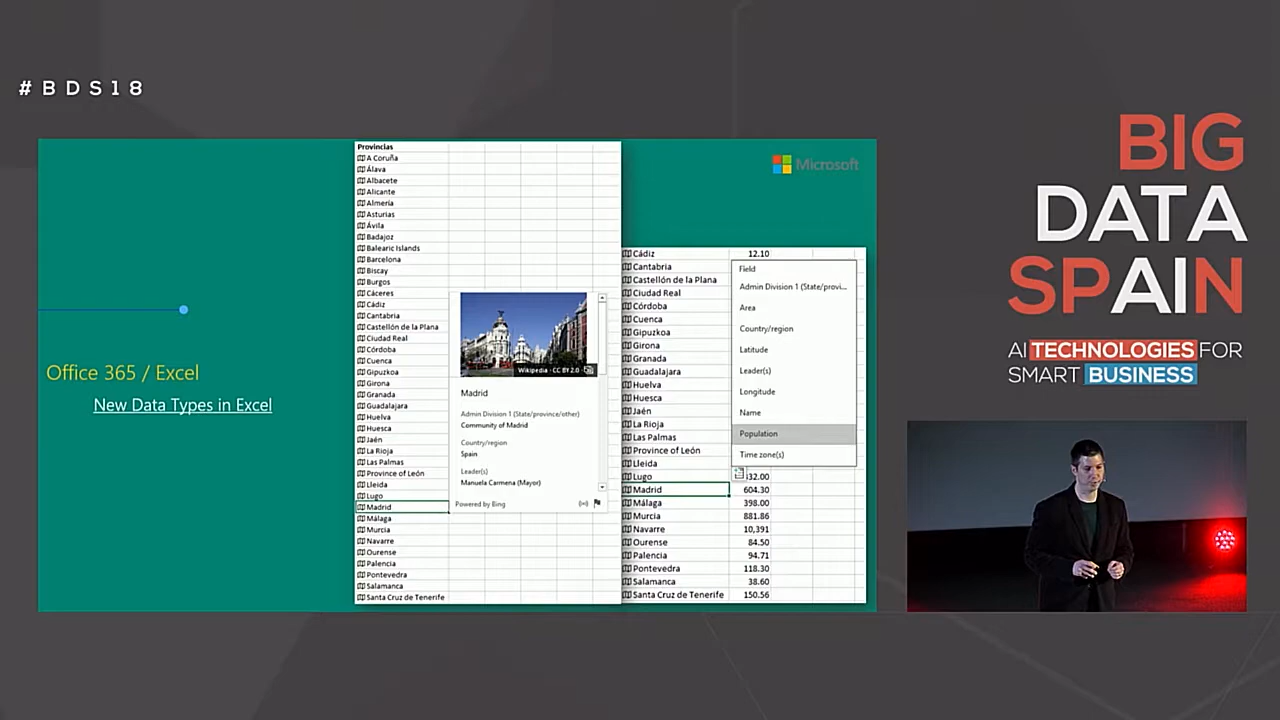 #BDS18
Provincias
A Coruña
Álava
Albacete
Alicante
Almería
Asturias
Ávila
Badajoz
Balearic Islands
Barcelona
Biscay
Burgos
Cáceres
Cádiz
Cantabria
Castellón de la Plana
Ciudad Real
Córdoba
Cuenca
Gipuzkoa
Girona
Granada
Guadalajara
Huelva
Huesca
Jaén
La Rioja
Las Palmas
Province of León
Lleida
Lugo
Madrid
Málaga
Murcia
Navarre
Ourense
Palencia
Pontevedra
Salamanca
Santa Cruz de Tenerife
Office 365 / Excel
New Data Types in Excel
Wikipedia - CC BY 2.0
Madrid
Admin Division 1 (State/province/other)
Community of Madrid
Country/region
Spain
Leader(s)
Manuela Carmena (Mayor)
Powered by Bing
Microsoft
Cádiz 12.10
Cantabria
Castellón de la Plana
Ciudad Real
Córdoba
Cuenca
Gipuzkoa
Girona
Granada
Guadalajara
Huelva
Huesca
Jaén
La Rioja
Las Palmas
Province of León
Lleida
Lugo 32.00
Madrid 604.30
Málaga 398.00
Murcia 881.86
Navarre 10,391
Ourense 84.50
Palencia 94.71
Pontevedra 118.30
Salamanca 38.60
Santa Cruz de Tenerife 150.56
Field
Admin Division 1 (State/provi...
Area
Country/region
Latitude
Leader(s)
Longitude
Name
Population
Time zone(s)
BIG
DATA
SPAIN
AI TECHNOLOGIES FOR
SMART BUSINESS